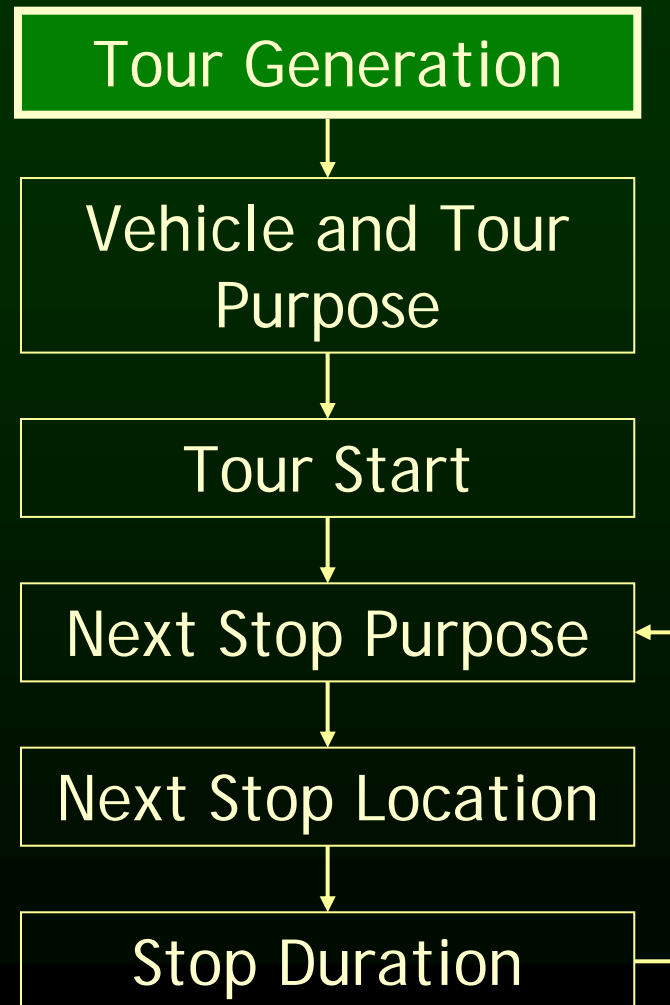 Tour Generation
Vehicle and Tour
Purpose
Tour Start
Next Stop Purpose
Next Stop Location
Stop Duration